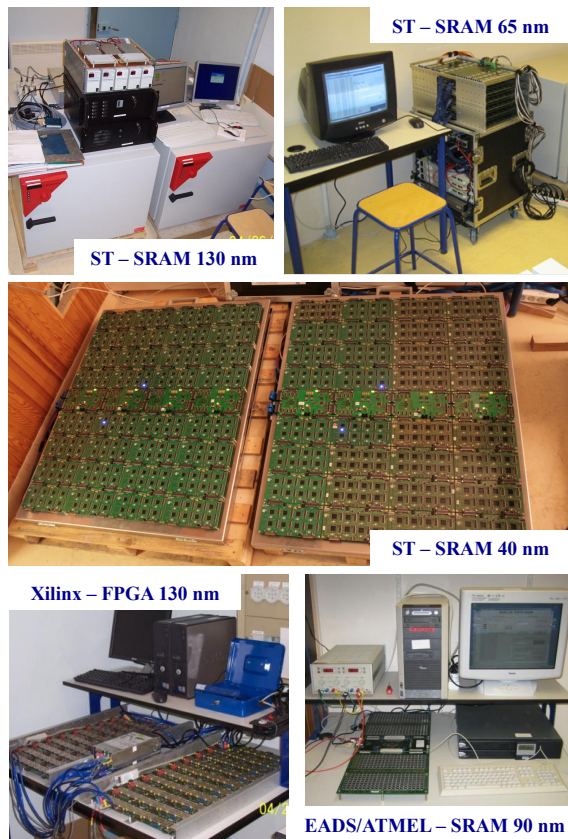 ST – SRAM 65 nm
ST – SRAM 130 nm
ST – SRAM 40 nm
Xilinx – FPGA 130 nm
EADS/ATMEL – SRAM 90 nm